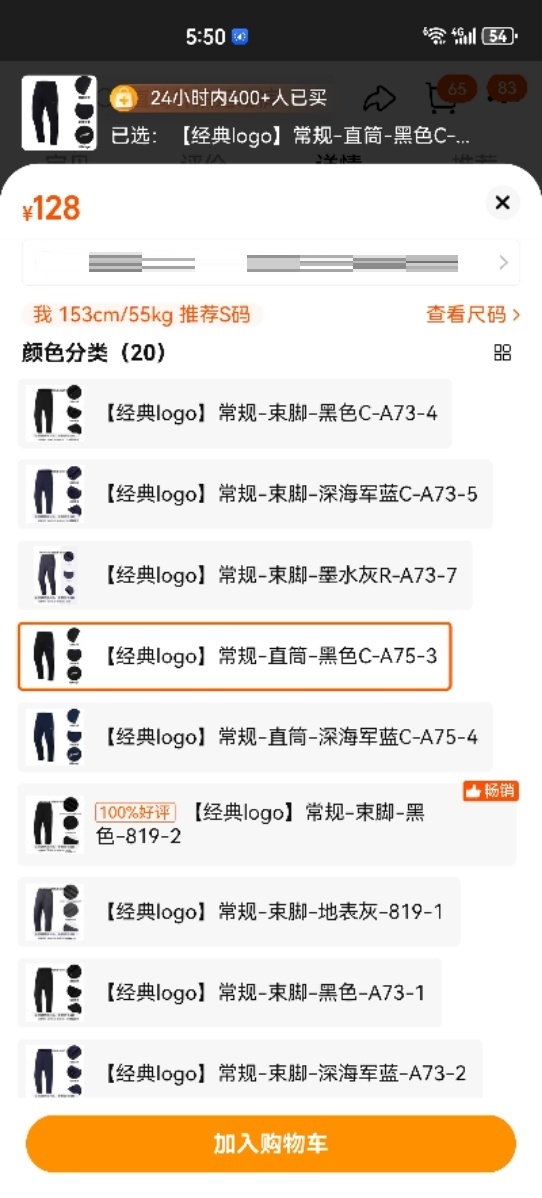 5:50
4G
54
24小时内400+人已买
65
83
已选: 【经典logo】常规-直筒-黑色C-...
详情
¥128
我 153cm/55kg 推荐S码
查看尺码
颜色分类（20）
【经典logo】常规-束脚-黑色C-A73-4
【经典logo】常规-束脚-深海军蓝C-A73-5
【经典logo】常规-束脚-墨水灰R-A73-7
【经典logo】常规-直筒-黑色C-A75-3
【经典logo】常规-直筒-深海军蓝C-A75-4
畅销
100%好评 【经典logo】常规-束脚-黑
色-819-2
【经典logo】常规-束脚-地表灰-819-1
【经典logo】常规-束脚-黑色-A73-1
【经典logo】常规-束脚-深海军蓝-A73-2
加入购物车